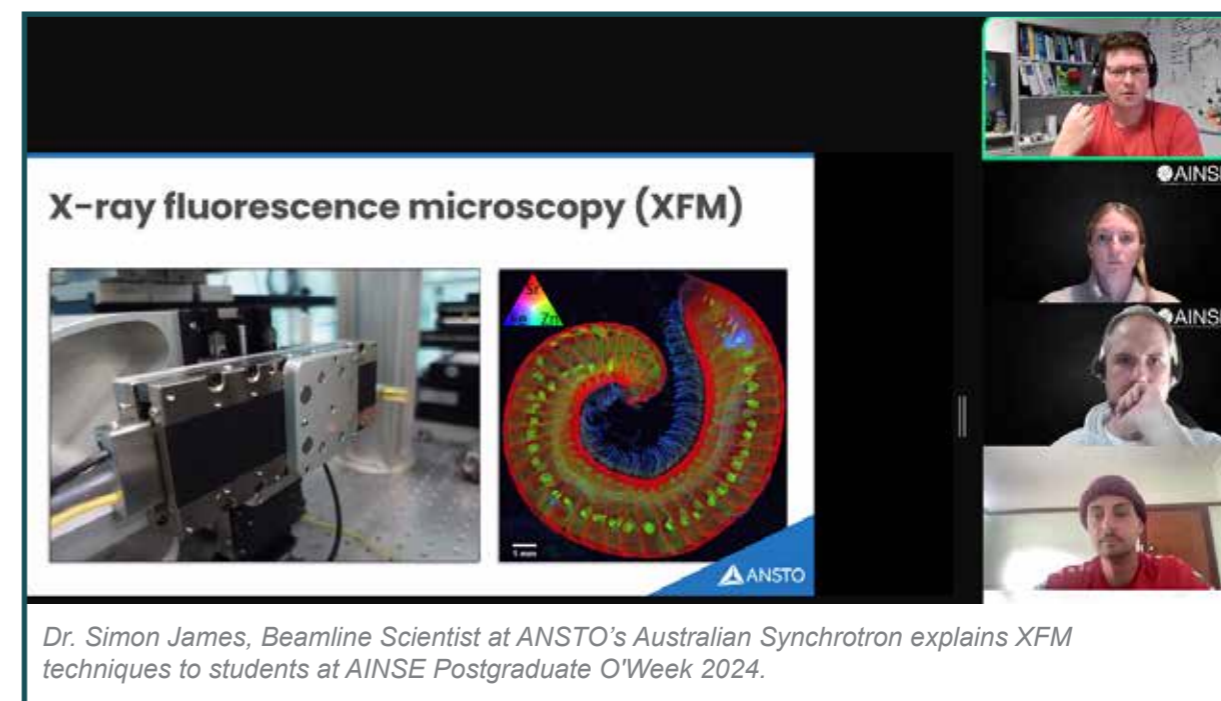 X-ray fluorescence microscopy (XFM)
AINSE
AINSE
Sr
Zn
1 mm
ANSTO
Dr. Simon James, Beamline Scientist at ANSTO's Australian Synchrotron explains XFM
techniques to students at AINSE Postgraduate O'Week 2024.